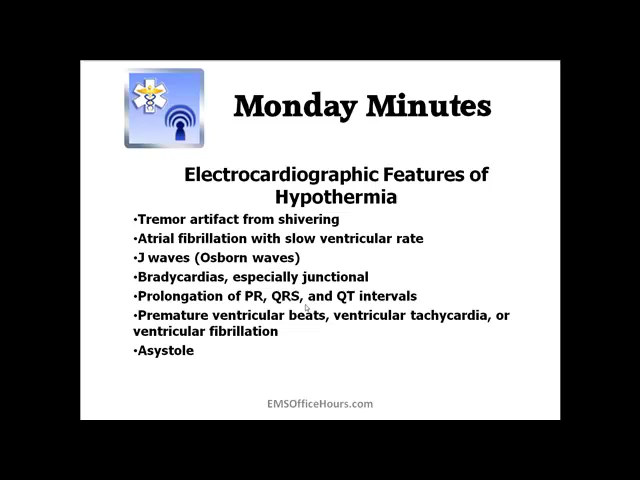 Monday Minutes
Electrocardiographic Features of
Hypothermia
•Tremor artifact from shivering
•Atrial fibrillation with slow ventricular rate
•J waves (Osborn waves)
•Bradycardias, especially junctional
•Prolongation of PR, QRS, and QT intervals
•Premature ventricular beats, ventricular tachycardia, or
ventricular fibrillation
•Asystole
EMSOfficeHours.com